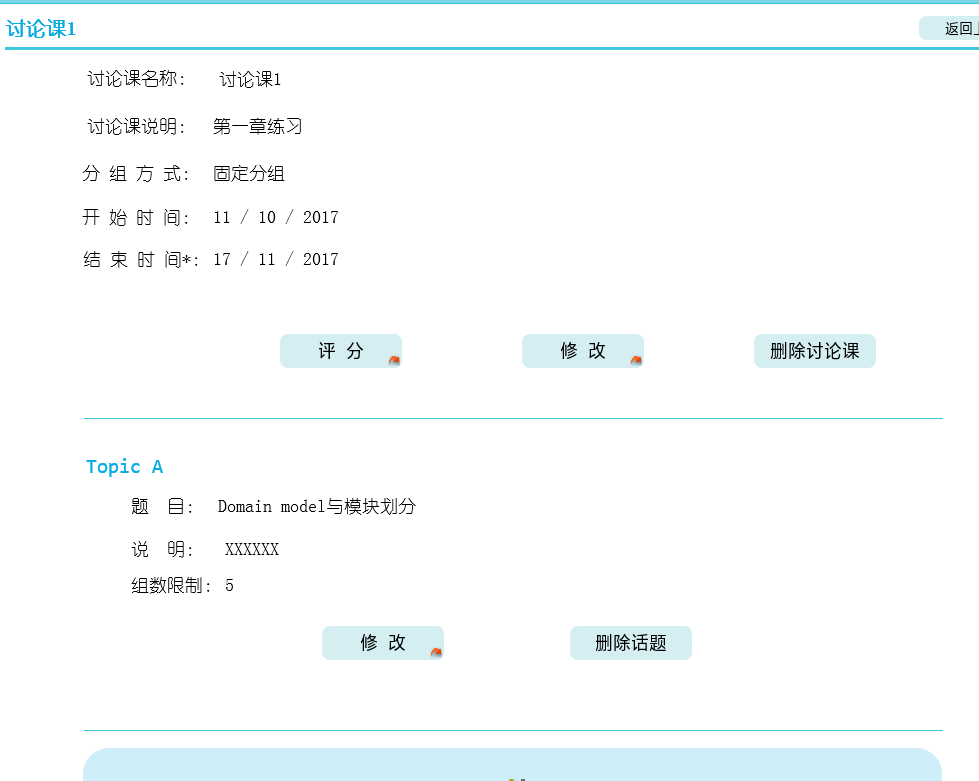 讨论课1
返回
讨论课名称: 讨论课1
讨论课说明: 第一章练习
分 组 方 式: 固定分组
开 始 时 间: 11 / 10 / 2017
结 束 时 间*: 17 / 11 / 2017
评 分
修 改
删除讨论课
Topic A
题 目: Domain model与模块划分
说 明: XXXXXX
组数限制: 5
修 改
删除话题